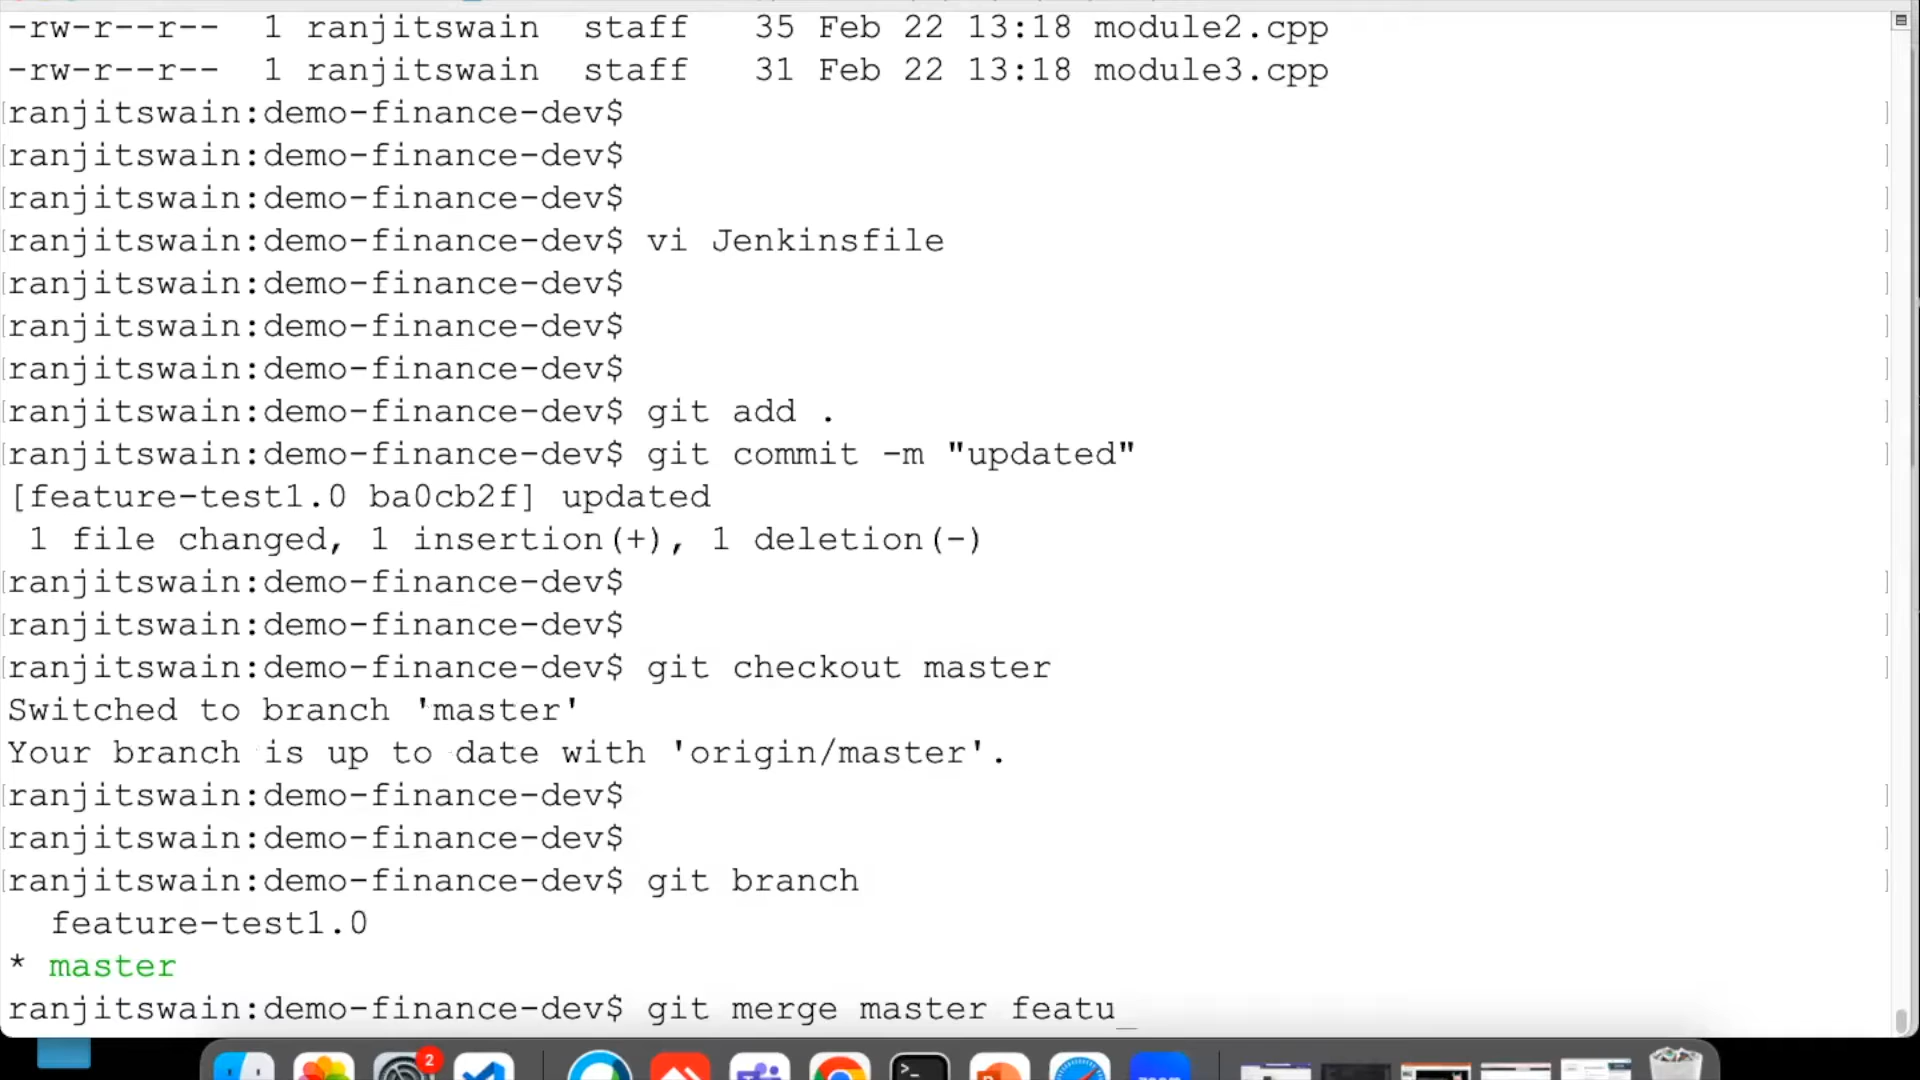 -rw-r--r--  1 ranjitswain  staff   35 Feb 22 13:18 module2.cpp
-rw-r--r--  1 ranjitswain  staff   31 Feb 22 13:18 module3.cpp
[ranjitswain:demo-finance-dev$ ]
[ranjitswain:demo-finance-dev$ ]
[ranjitswain:demo-finance-dev$ ]
[ranjitswain:demo-finance-dev$ vi Jenkinsfile ]
[ranjitswain:demo-finance-dev$ ]
[ranjitswain:demo-finance-dev$ ]
[ranjitswain:demo-finance-dev$ ]
[ranjitswain:demo-finance-dev$ git add . ]
[ranjitswain:demo-finance-dev$ git commit -m "updated" ]
[feature-test1.0 ba0cb2f] updated
 1 file changed, 1 insertion(+), 1 deletion(-)
[ranjitswain:demo-finance-dev$ ]
[ranjitswain:demo-finance-dev$ ]
[ranjitswain:demo-finance-dev$ git checkout master ]
Switched to branch 'master'
Your branch is up to date with 'origin/master'.
[ranjitswain:demo-finance-dev$ ]
[ranjitswain:demo-finance-dev$ ]
[ranjitswain:demo-finance-dev$ git branch ]
  feature-test1.0
* master
ranjitswain:demo-finance-dev$ git merge master featu_
2
>_